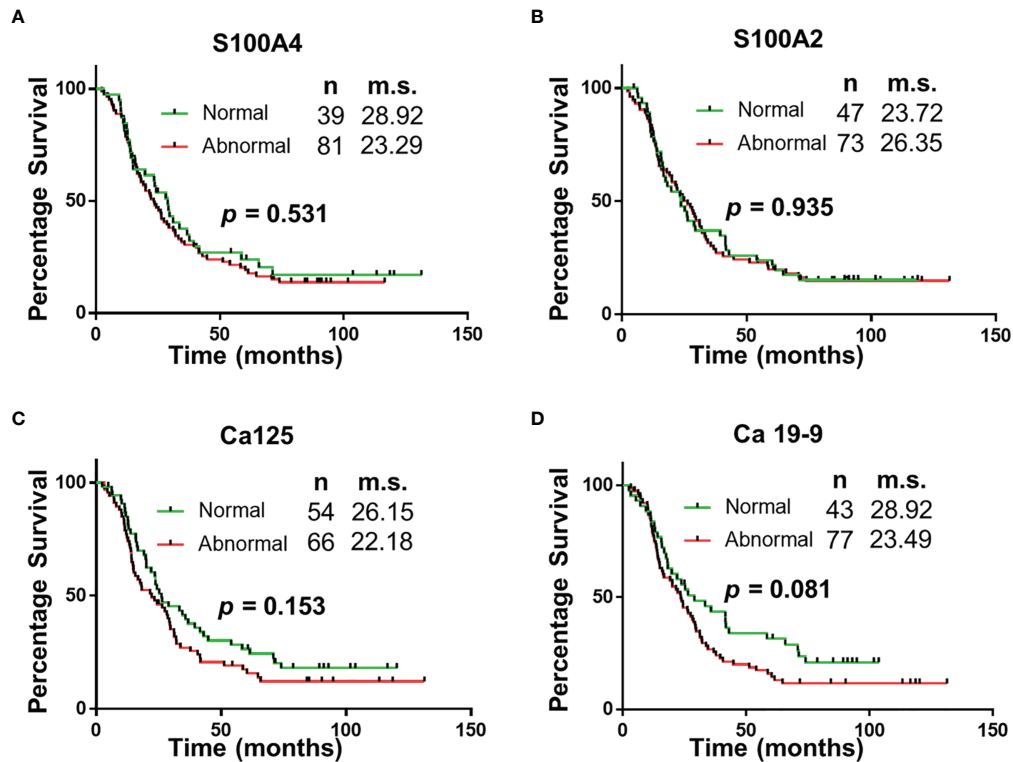 A
S100A4
n m.s.
Normal 39 28.92
Abnormal 81 23.29
p = 0.531
Percentage Survival
100
50
0
0 50 100 150
Time (months)
B
S100A2
n m.s.
Normal 47 23.72
Abnormal 73 26.35
p = 0.935
Percentage Survival
100
50
0
0 50 100 150
Time (months)
C
Ca125
n m.s.
Normal 54 26.15
Abnormal 66 22.18
p = 0.153
Percentage Survival
100
50
0
0 50 100 150
Time (months)
D
Ca 19-9
n m.s.
Normal 43 28.92
Abnormal 77 23.49
p = 0.081
Percentage Survival
100
50
0
0 50 100 150
Time (months)